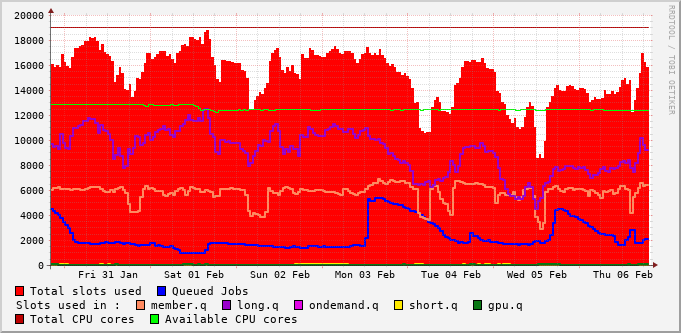 20000
18000
16000
14000
12000
10000
8000
6000
4000
2000
0
Fri 31 Jan Sat 01 Feb Sun 02 Feb Mon 03 Feb Tue 04 Feb Wed 05 Feb Thu 06 Feb
Total slots used Queued Jobs
Slots used in : member.q long.q ondemand.q short.q gpu.q
Total CPU cores Available CPU cores
RRDTOOL / TOBI OETIKER